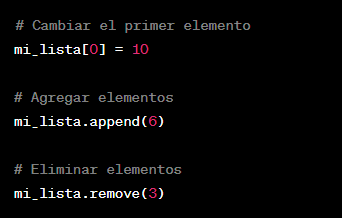 # Cambiar el primer elemento
mi_lista[0] = 10
# Agregar elementos
mi_lista.append(6)
# Eliminar elementos
mi_lista.remove(3)